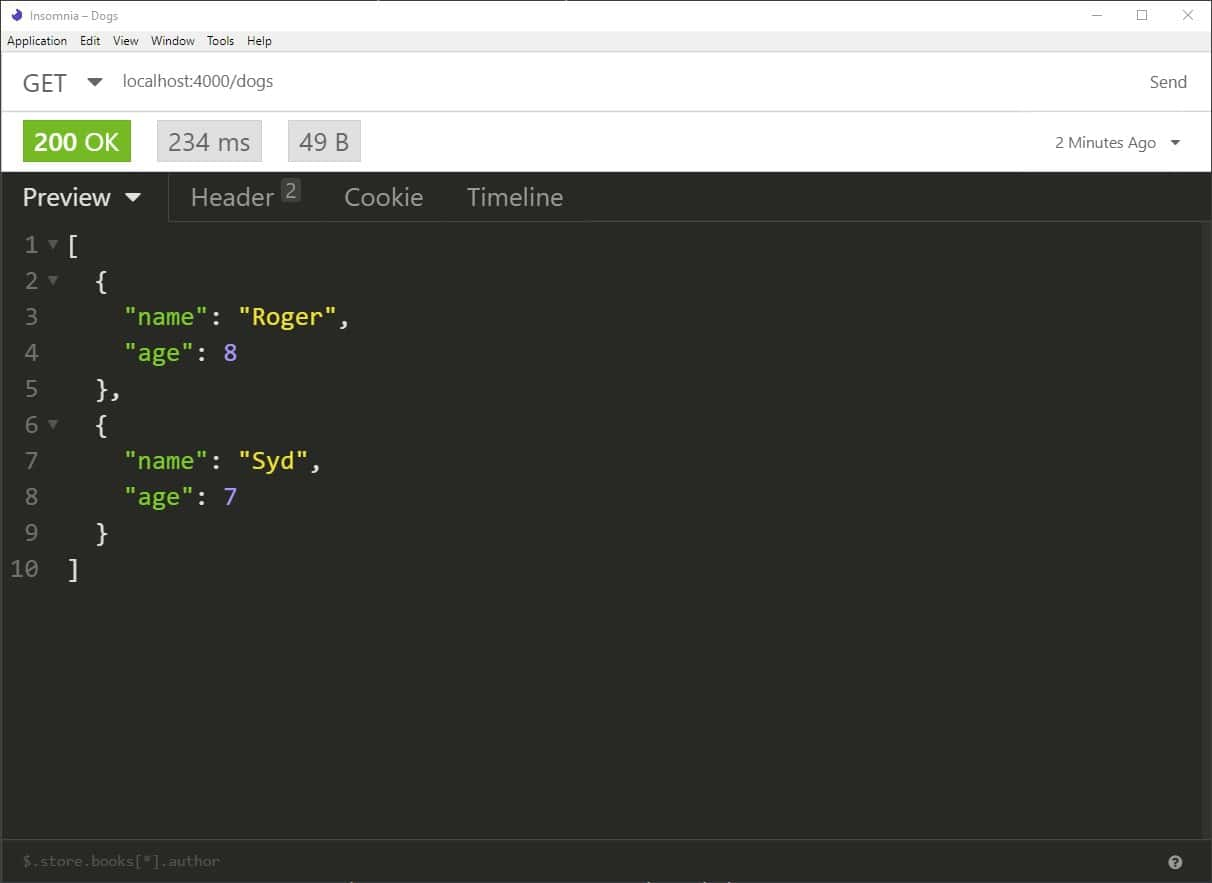 Insomnia – Dogs
Application Edit View Window Tools Help
GET localhost:4000/dogs Send
200 OK 234 ms 49 B 2 Minutes Ago
Preview Header 2 Cookie Timeline
1 [
2 {
3 "name": "Roger",
4 "age": 8
5 },
6 {
7 "name": "Syd",
8 "age": 7
9 }
10 ]
$.store.books[*].author ?